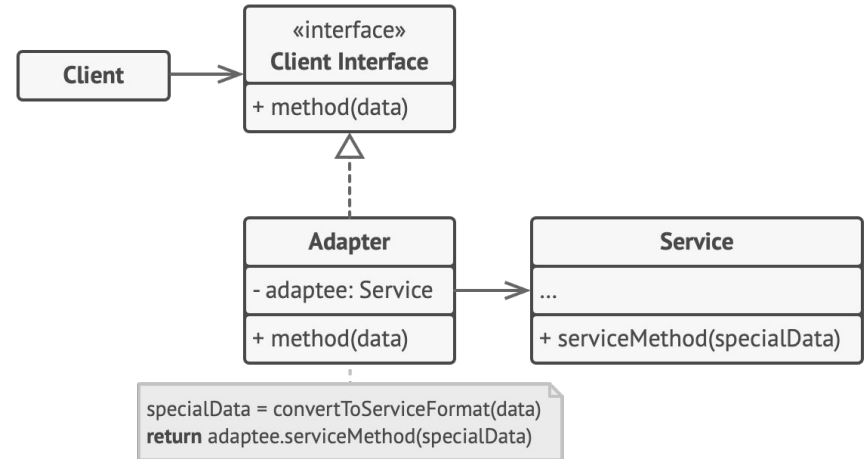 «interface»
Client Interface
Client
+ method(data)
Adapter
Service
- adaptee: Service
...
+ method(data)
+ serviceMethod(specialData)
specialData = convertToServiceFormat(data)
return adaptee.serviceMethod(specialData)